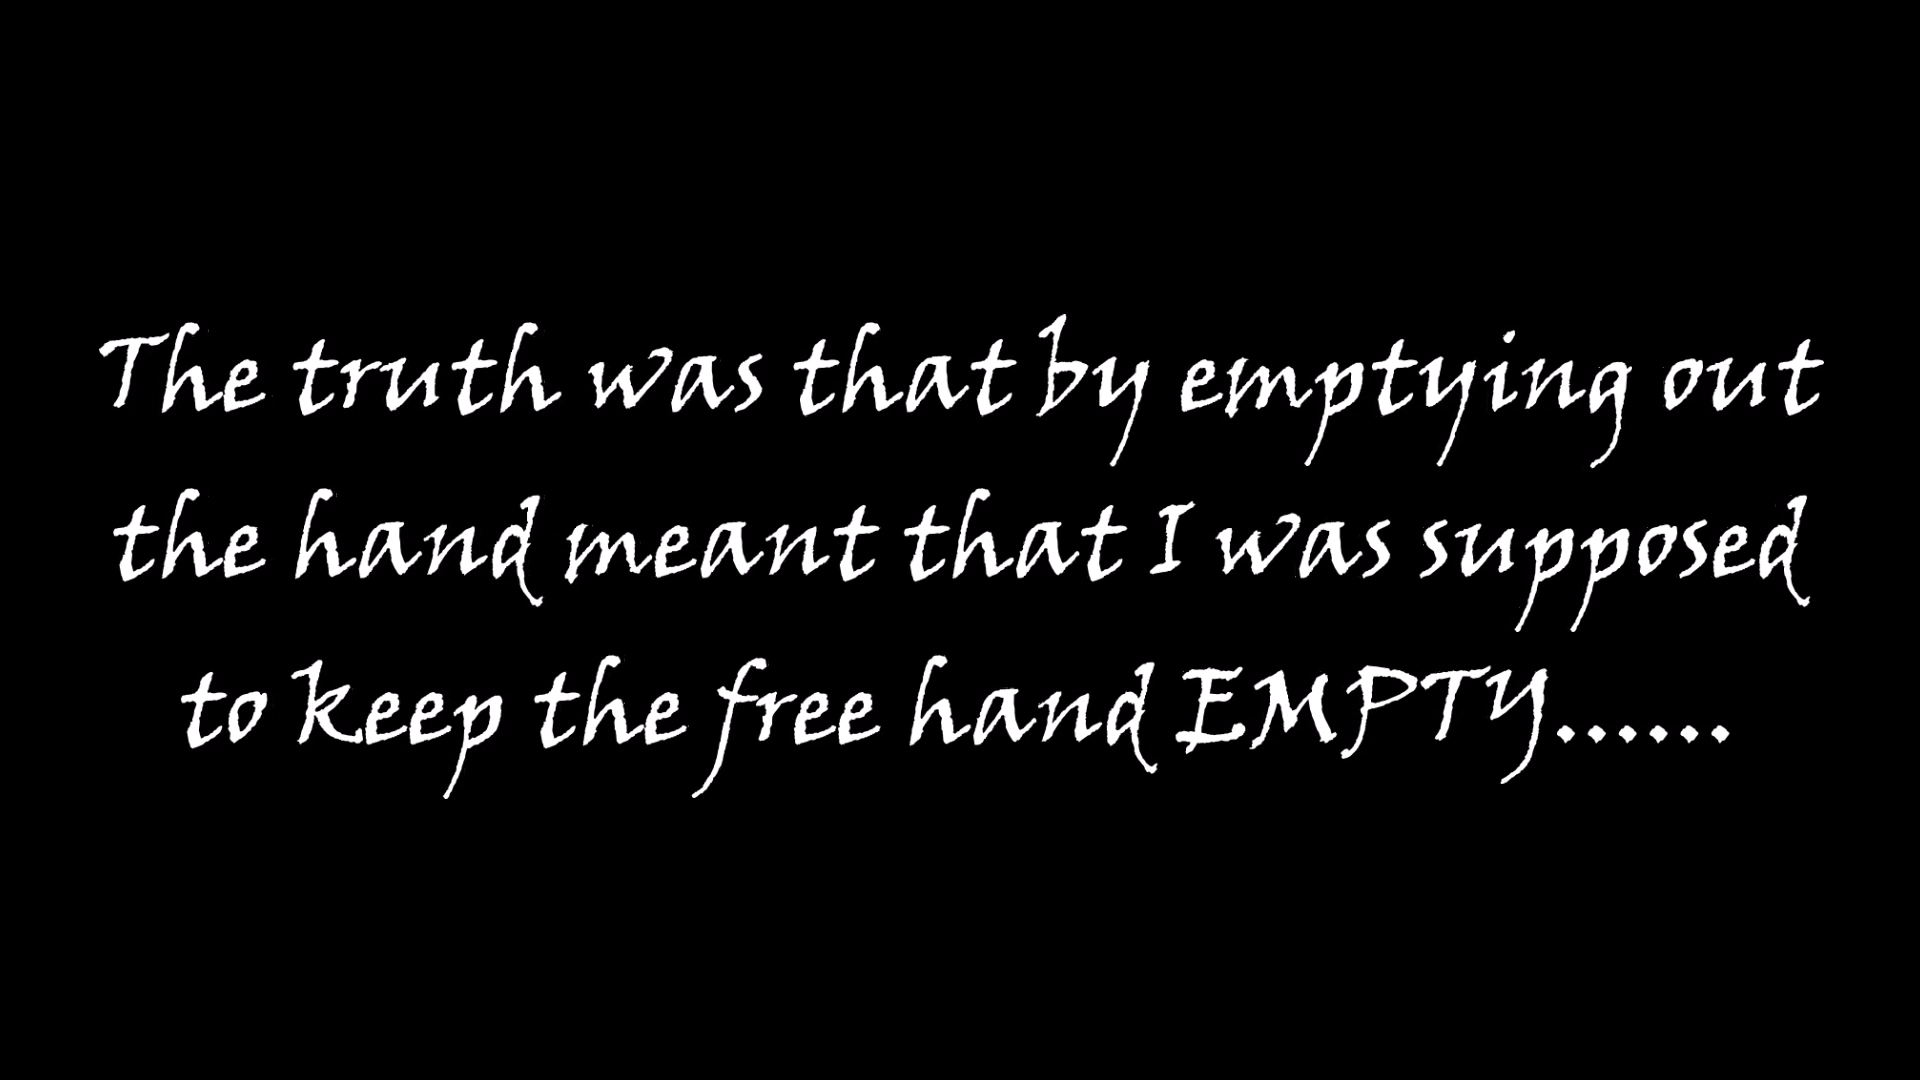 The truth was that by emptying out
the hand meant that I was supposed
to keep the free hand EMPTY......